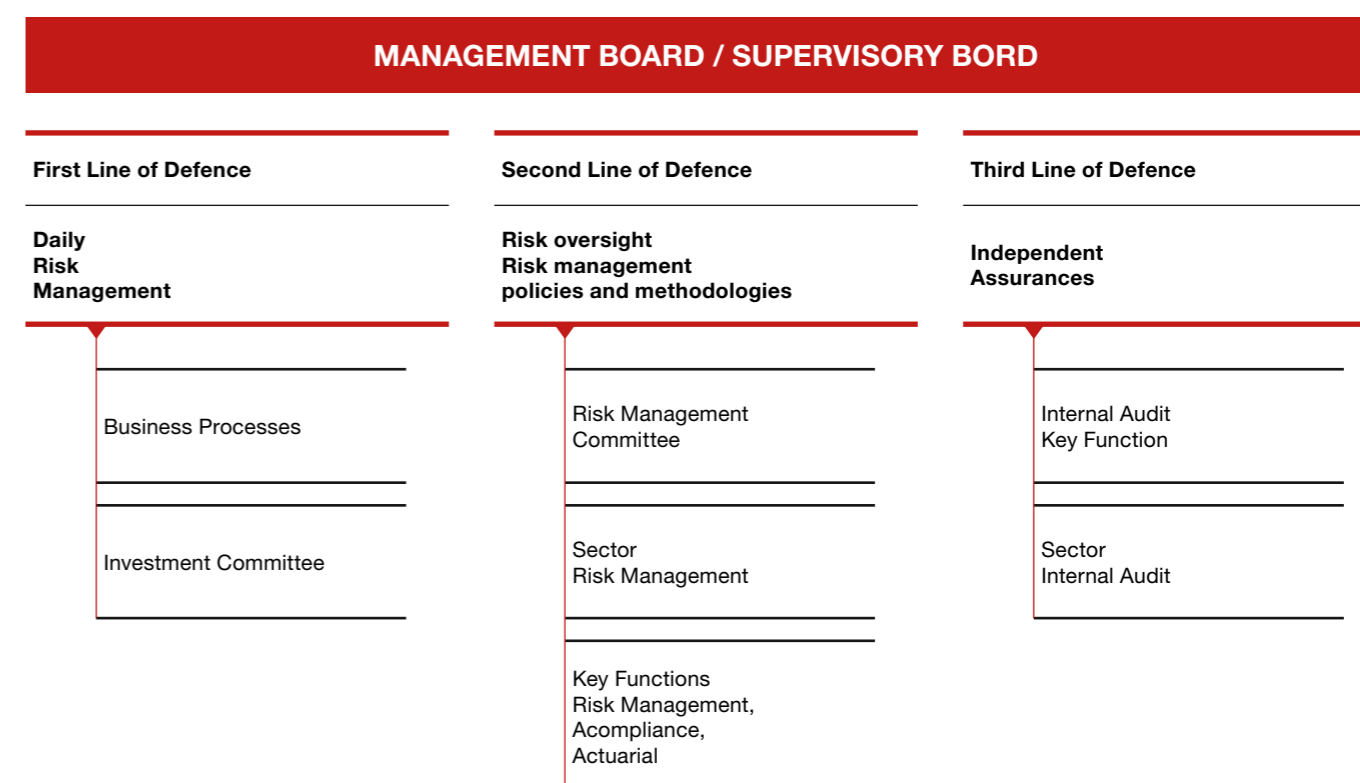 MANAGEMENT BOARD / SUPERVISORY BORD
First Line of Defence
Daily
Risk
Management
Business Processes
Investment Committee
Second Line of Defence
Risk oversight
Risk management
policies and methodologies
Risk Management
Committee
Sector
Risk Management
Key Functions
Risk Management,
Acompliance,
Actuarial
Third Line of Defence
Independent
Assurances
Internal Audit
Key Function
Sector
Internal Audit